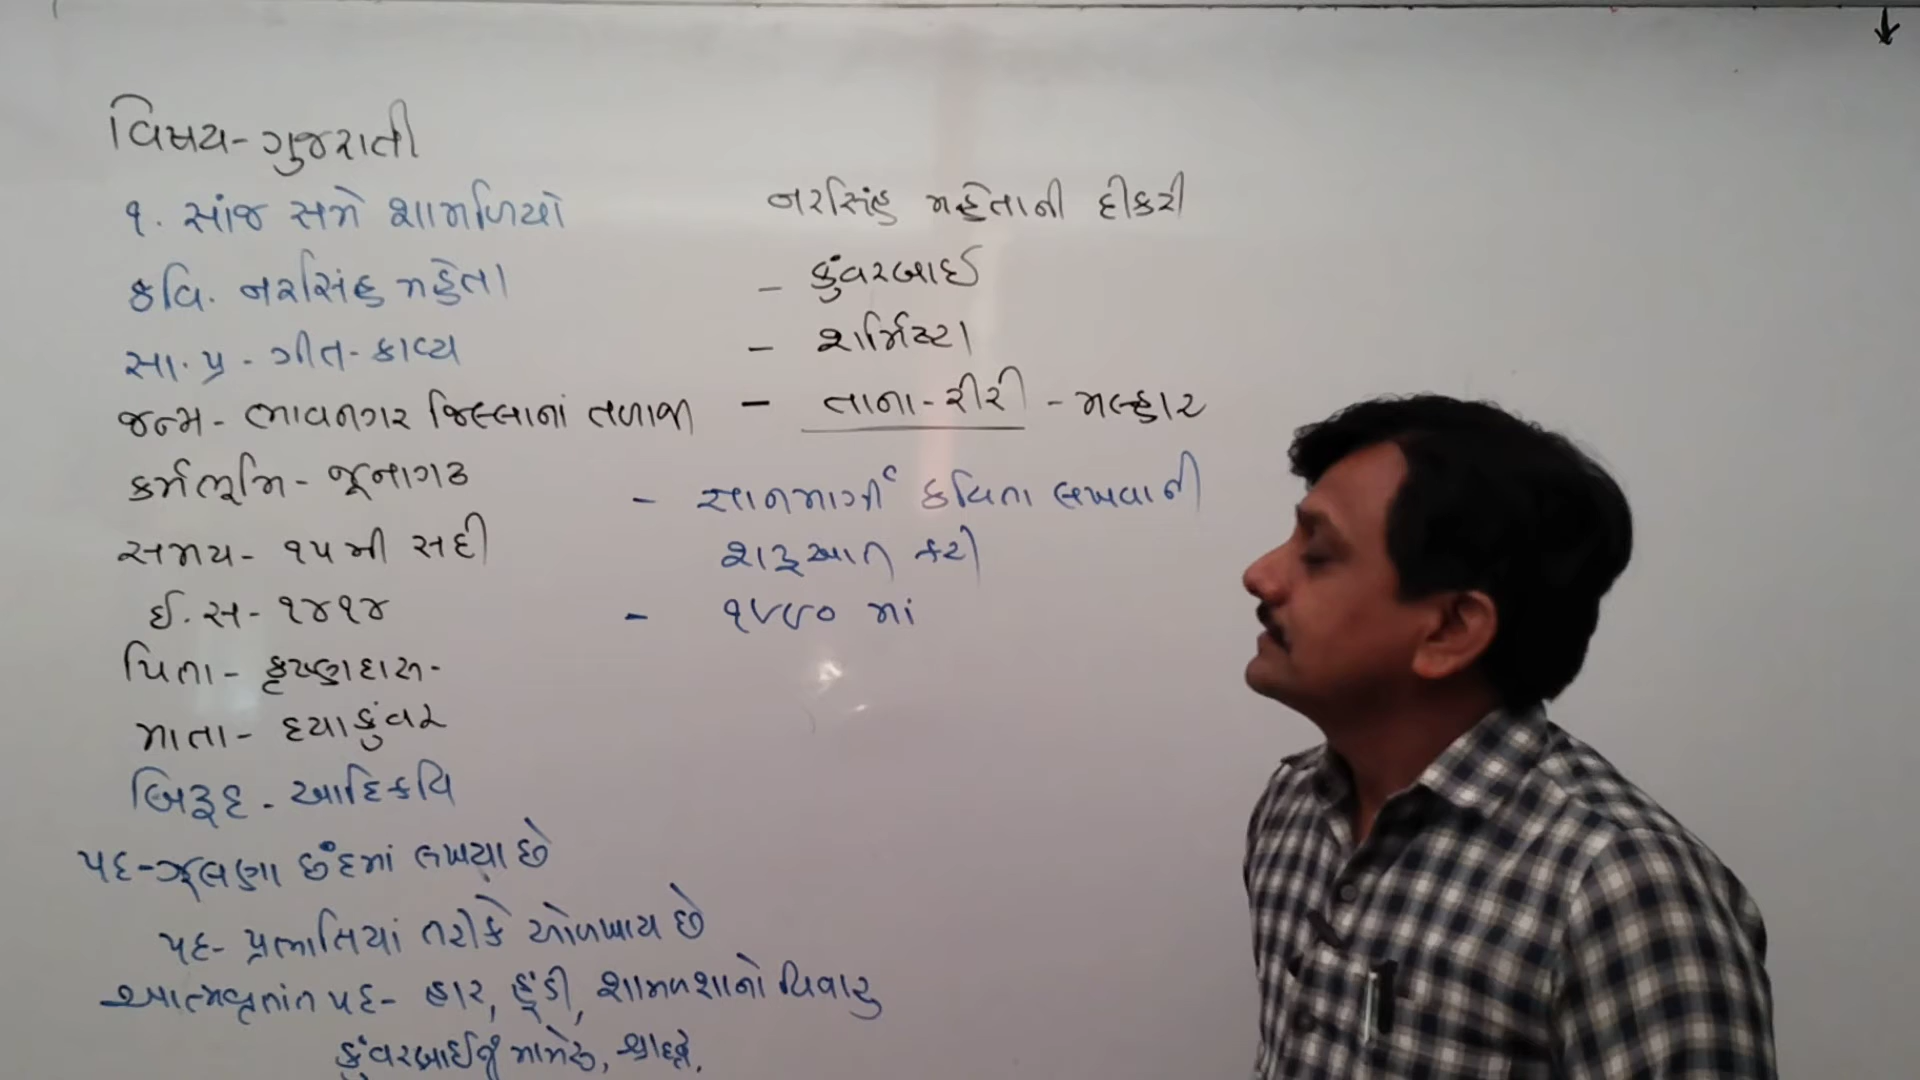 વિષય- ગુજરાતી
૧. સાંજ સમે શામળિયો
કવિ. નરસિંહ મહેતા
સા. પ્ર - ગીત- કાવ્ય
જન્મ - ભાવનગર જિલ્લાનાં તળાજા
કર્મભૂમિ - જૂનાગઢ
સમય- ૧૫ મી સદી
ઈ. સ - ૧૪૧૪
પિતા - કૃષ્ણદાસ-
માતા - દયાકુંવર
બિરૂદ - આદિકવિ
પદ-ઝૂલણા છંદમાં લખ્યા છે
પદ- પ્રભાતિયાં તરીકે ઓળખાય છે
આત્મવૃતાંત પદ- હાર, હૂંડી, શામળશાનો વિવાહ
કુંવરબાઈનું મામેરુ, શ્રાદ્ધ,
નરસિંહ મહેતાની દીકરી
- કુંવરબાઈ
- શર્મિષ્ટા
- તાના-રીરી - મલ્હાર
- જ્ઞાનમાર્ગી કવિતા લખવાની
શરૂઆત કરી
- ૧૪૮૦ માં